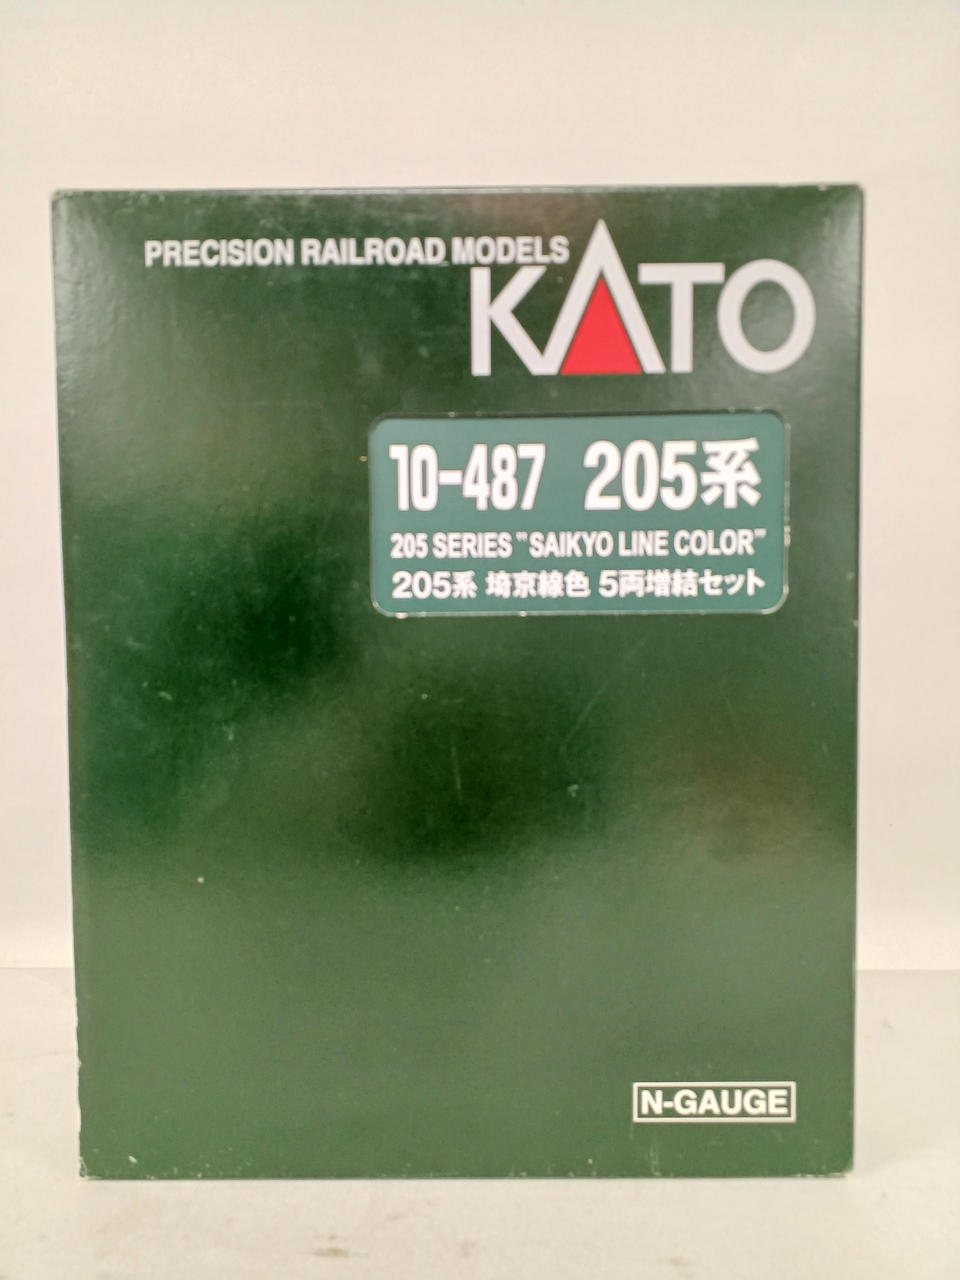 PRECISION RAILROAD MODELS
KATO
10-487 205系
205 SERIES "SAIKYO LINE COLOR"
205系 埼京線色 5両増結セット
N-GAUGE